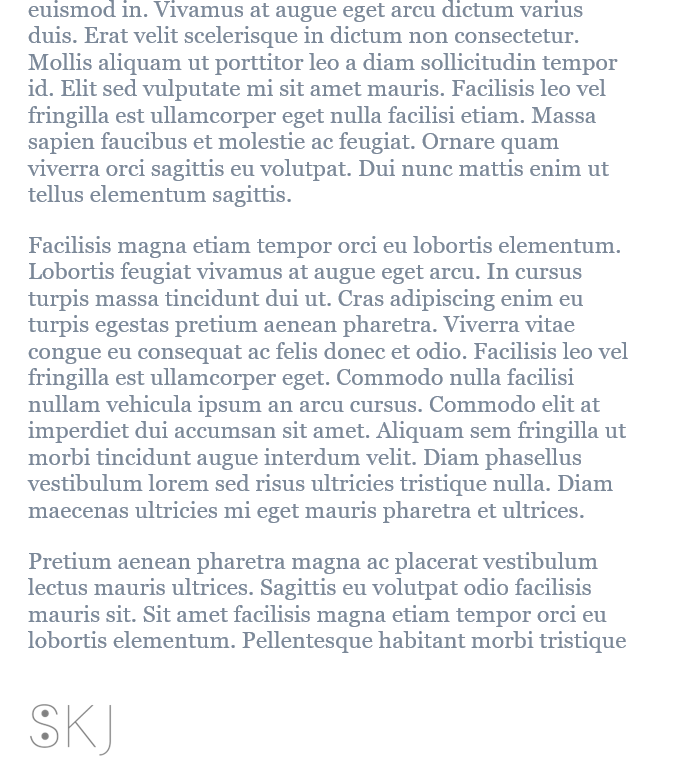 euismod in. Vivamus at augue eget arcu dictum varius
duis. Erat velit scelerisque in dictum non consectetur.
Mollis aliquam ut porttitor leo a diam sollicitudin tempor
id. Elit sed vulputate mi sit amet mauris. Facilisis leo vel
fringilla est ullamcorper eget nulla facilisi etiam. Massa
sapien faucibus et molestie ac feugiat. Ornare quam
viverra orci sagittis eu volutpat. Dui nunc mattis enim ut
tellus elementum sagittis.
Facilisis magna etiam tempor orci eu lobortis elementum.
Lobortis feugiat vivamus at augue eget arcu. In cursus
turpis massa tincidunt dui ut. Cras adipiscing enim eu
turpis egestas pretium aenean pharetra. Viverra vitae
congue eu consequat ac felis donec et odio. Facilisis leo vel
fringilla est ullamcorper eget. Commodo nulla facilisi
nullam vehicula ipsum an arcu cursus. Commodo elit at
imperdiet dui accumsan sit amet. Aliquam sem fringilla ut
morbi tincidunt augue interdum velit. Diam phasellus
vestibulum lorem sed risus ultricies tristique nulla. Diam
maecenas ultricies mi eget mauris pharetra et ultrices.
Pretium aenean pharetra magna ac placerat vestibulum
lectus mauris ultrices. Sagittis eu volutpat odio facilisis
mauris sit. Sit amet facilisis magna etiam tempor orci eu
lobortis elementum. Pellentesque habitant morbi tristique
SKJ